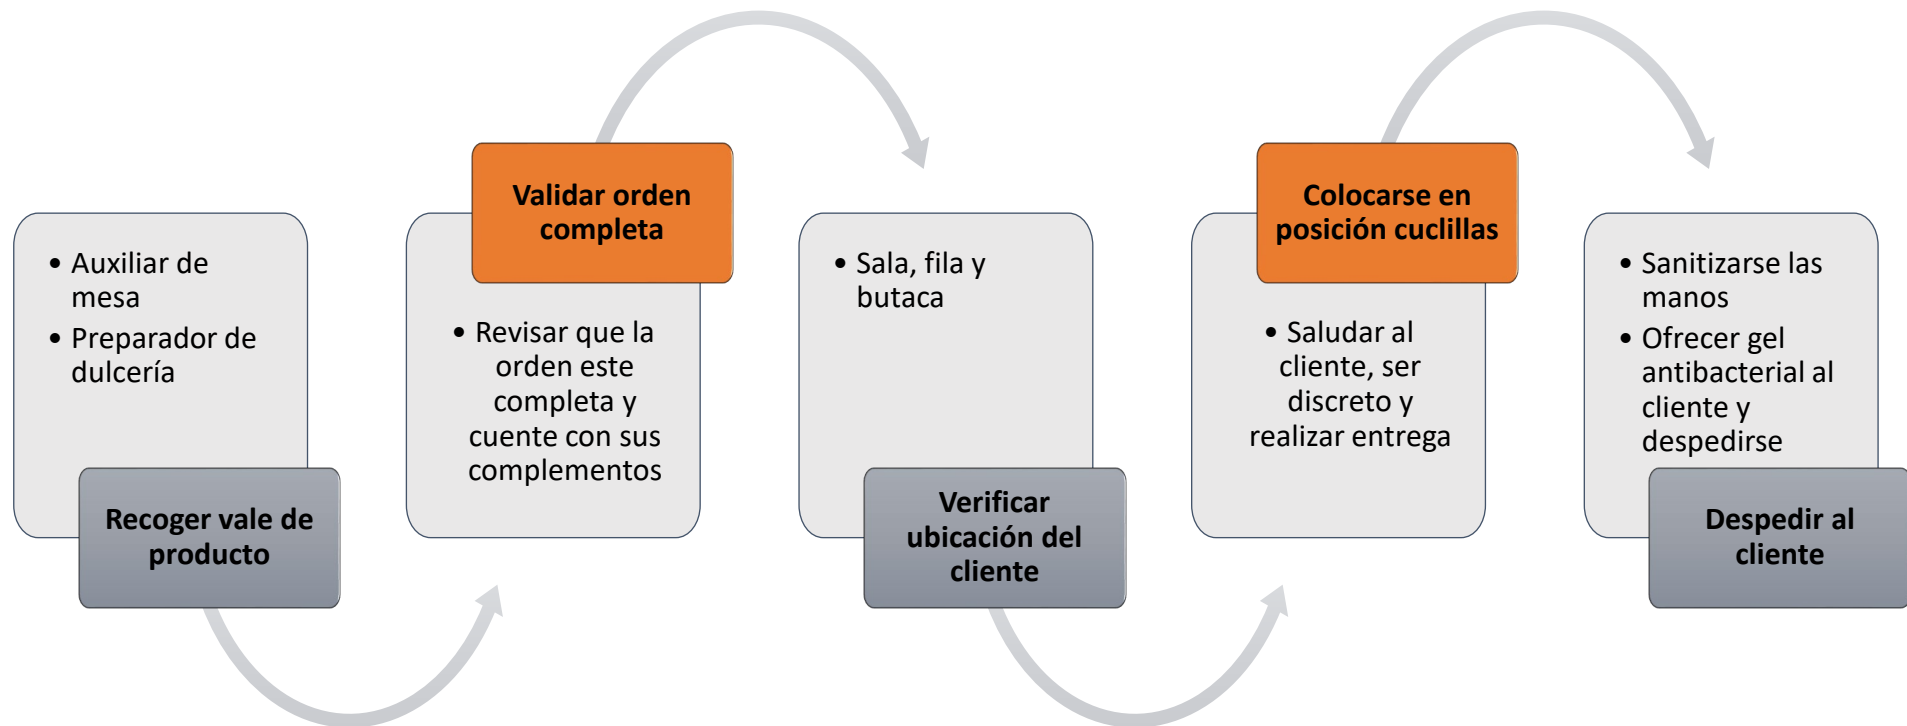 • Auxiliar de
mesa
• Preparador de
dulcería
Recoger vale de
producto
Validar orden
completa
• Revisar que la
orden este
completa y
cuente con sus
complementos
• Sala, fila y
butaca
Verificar
ubicación del
cliente
Colocarse en
posición cuclillas
• Saludar al
cliente, ser
discreto y
realizar entrega
• Sanitizarse las
manos
• Ofrecer gel
antibacterial al
cliente y
despedirse
Despedir al
cliente